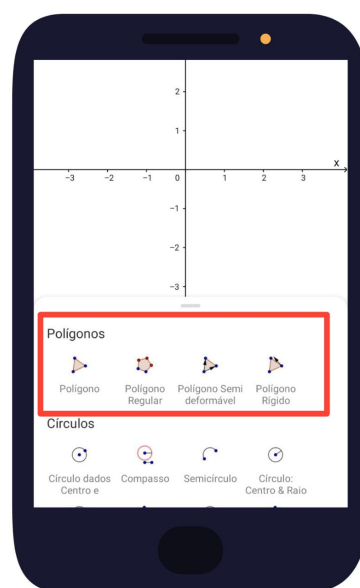 2
1
x
-3 -2 -1 0 1 2 3
-1
-2
-3
Polígonos
Polígono
Polígono
Regular
Polígono Semi
deformável
Polígono
Rígido
Círculos
Círculo dados
Centro e
Compasso
Semicírculo
Círculo:
Centro & Raio